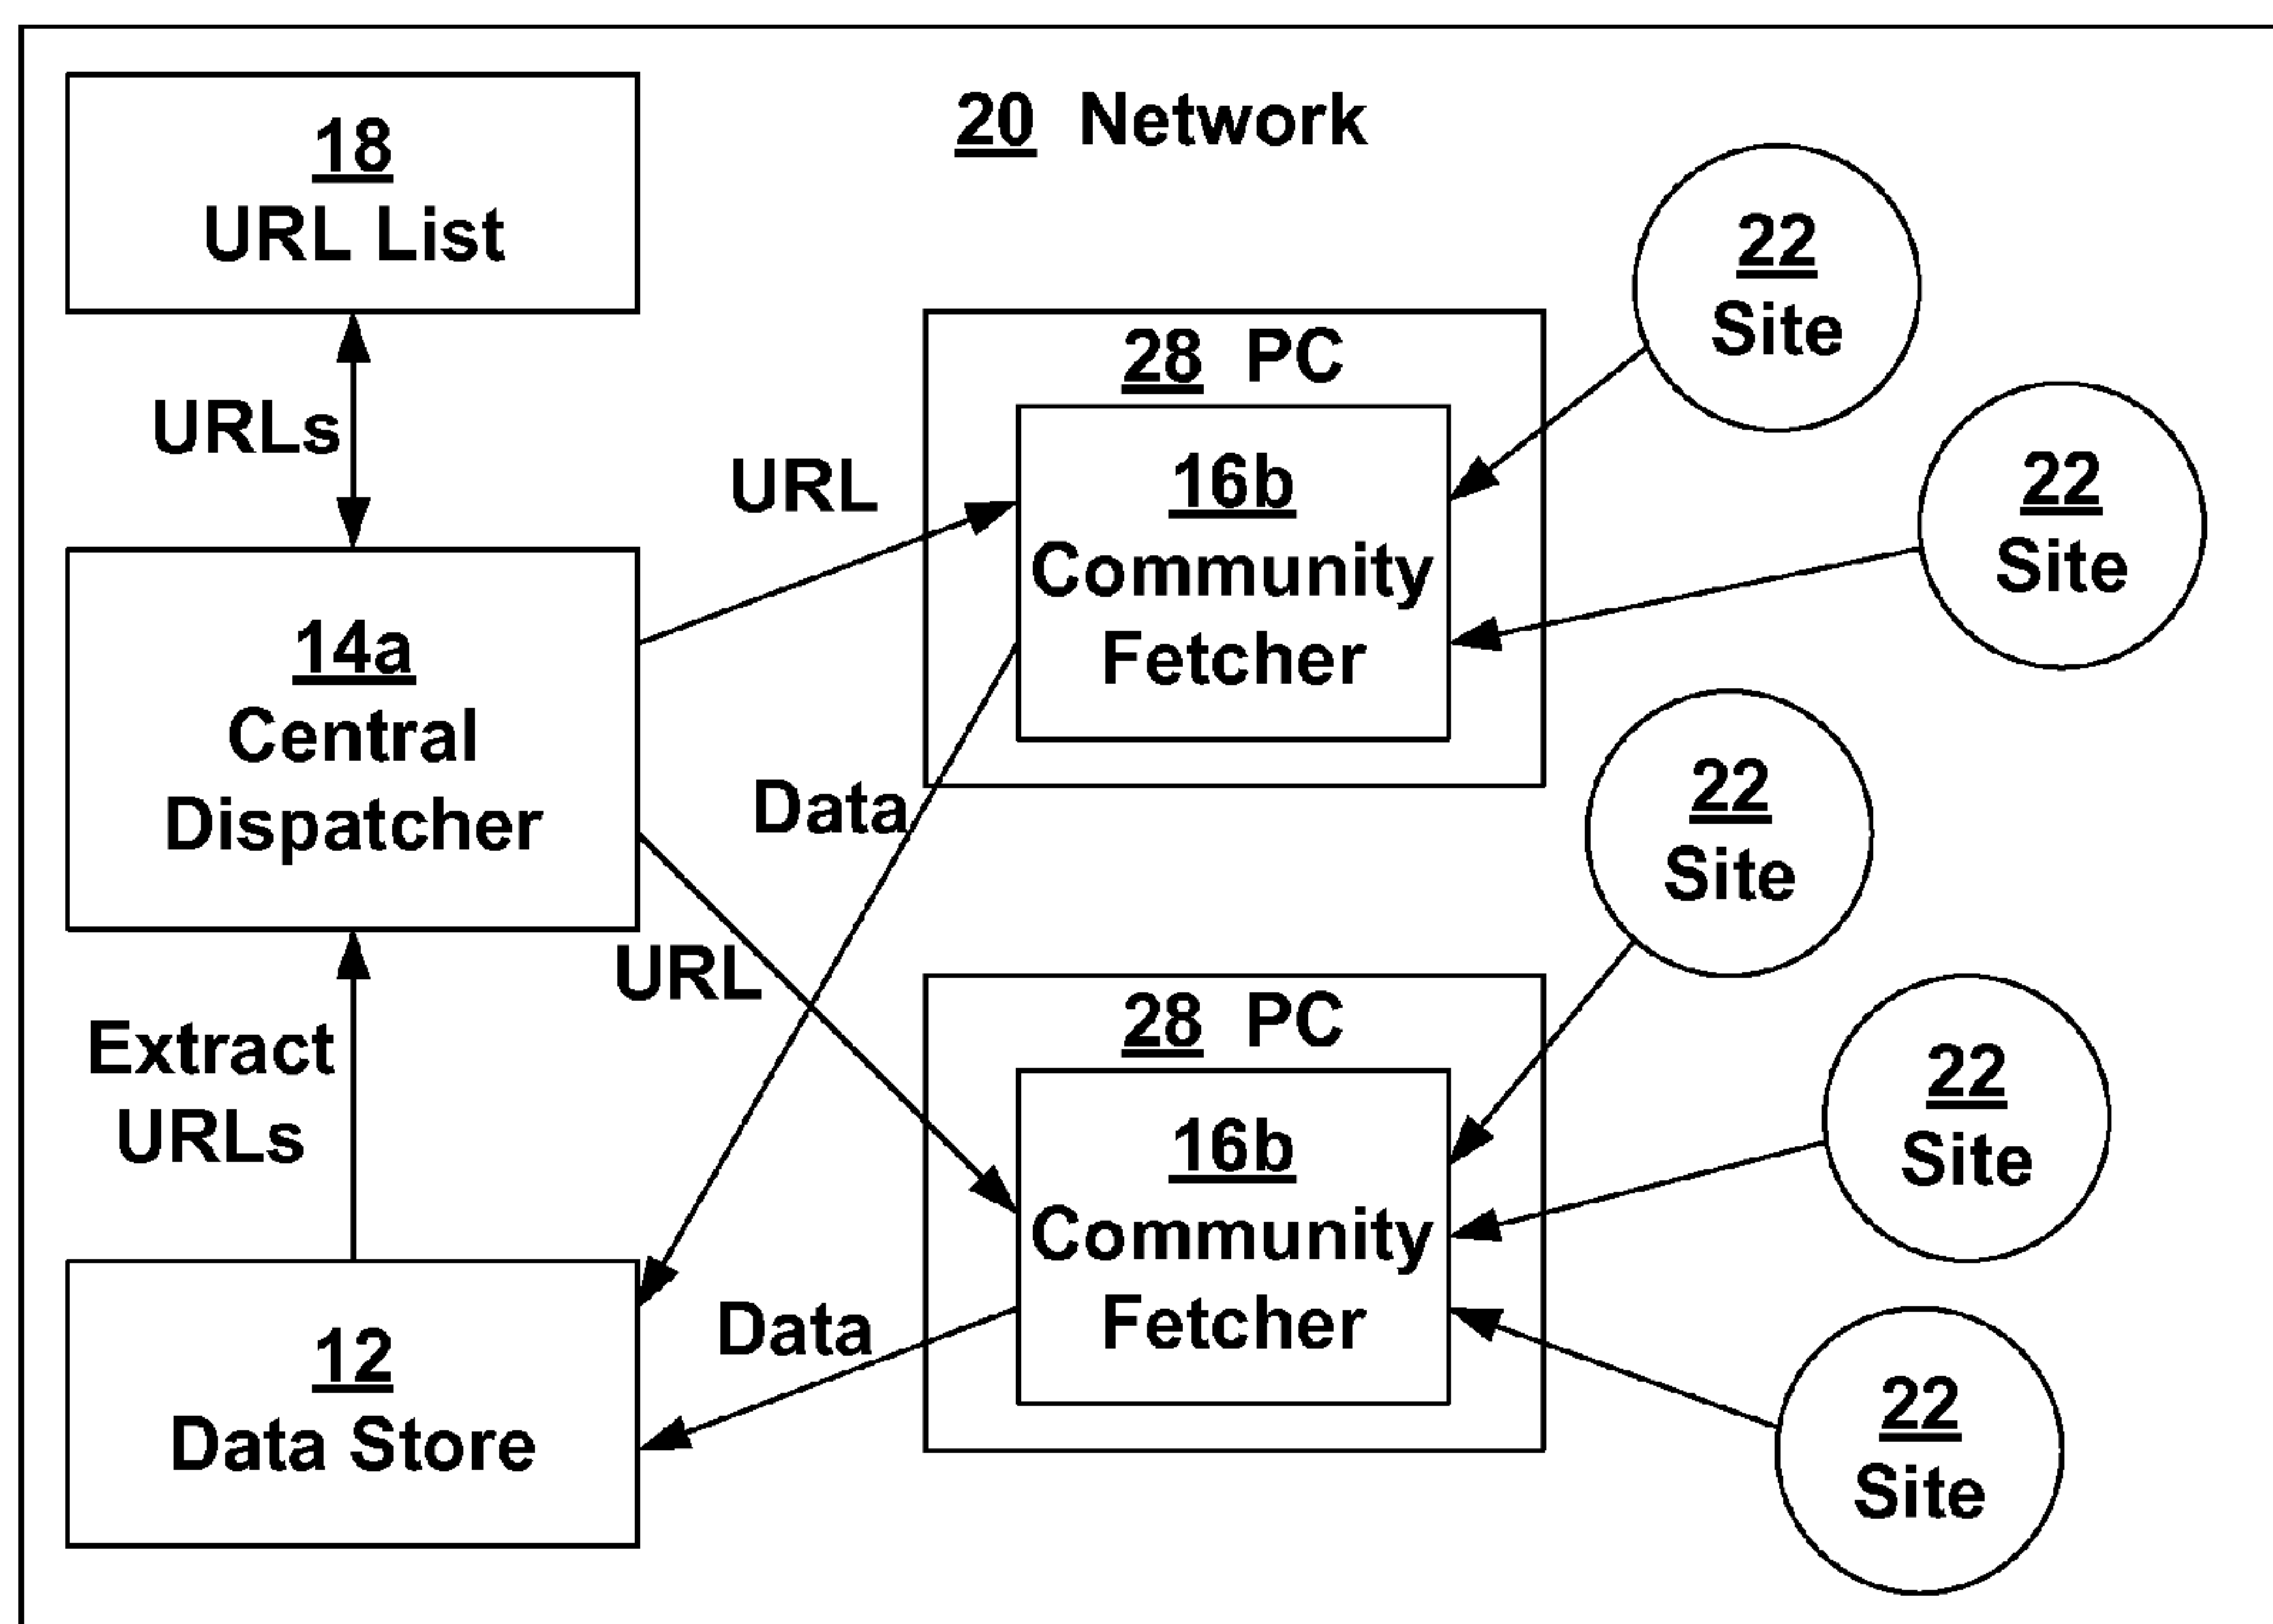 20 Network
18
URL List
URLs
14a
Central
Dispatcher
Extract
URLs
12
Data Store
URL
Data
URL
Data
28 PC
16b
Community
Fetcher
28 PC
16b
Community
Fetcher
22
Site
22
Site
22
Site
22
Site
22
Site